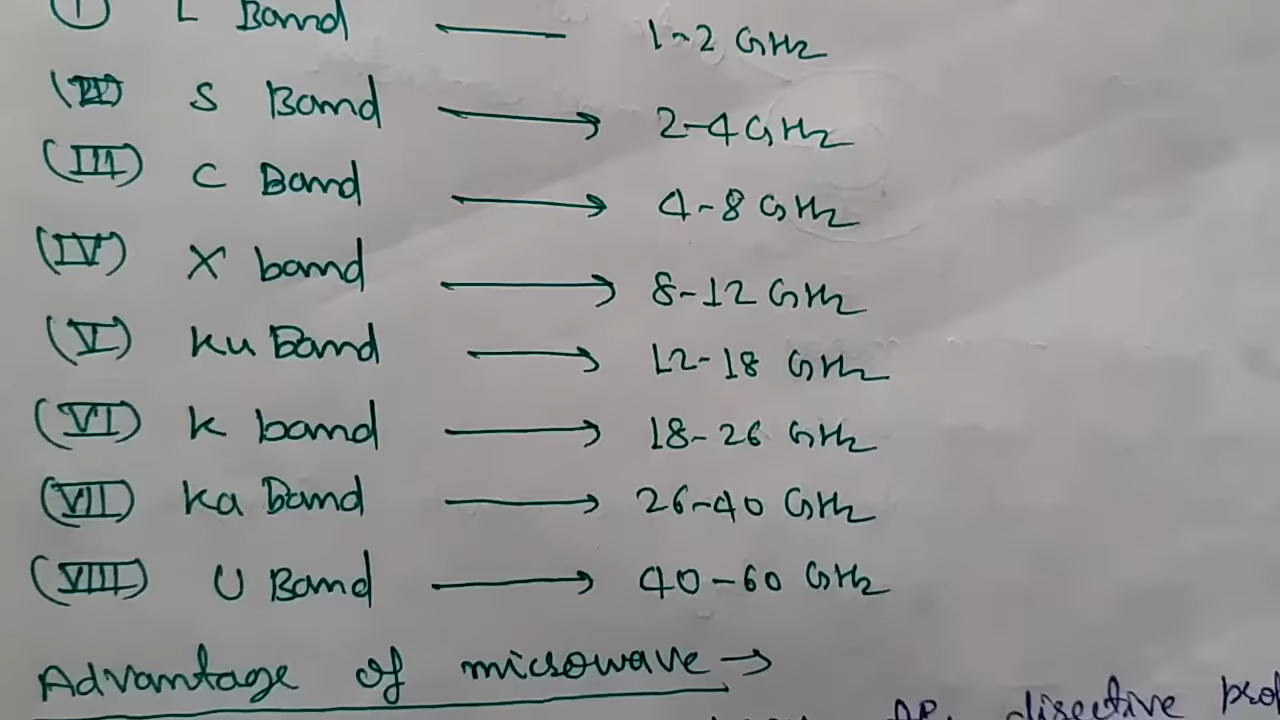 (I) L Band — 1-2 GHz
(II) S Band → 2-4 GHz
(III) C Band → 4-8 GHz
(IV) X band → 8-12 GHz
(V) Ku Band → 12-18 GHz
(VI) K band → 18-26 GHz
(VII) Ka Band → 26-40 GHz
(VIII) U Band → 40-60 GHz
Advantage of microwave →
directive